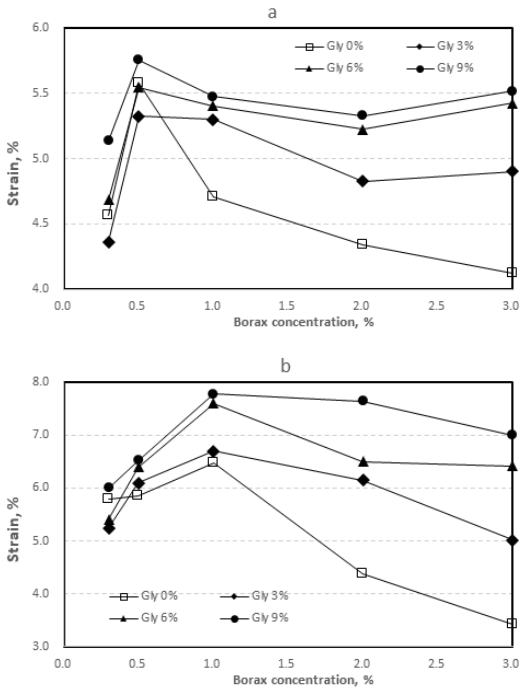 a
6.0
Gly 0% Gly 3%
Gly 6% Gly 9%
5.5
5.0
4.5
4.0
Strain, %
0.0 0.5 1.0 1.5 2.0 2.5 3.0
Borax concentration, %
b
8.0
7.0
6.0
5.0
4.0
Gly 0% Gly 3%
Gly 6% Gly 9%
3.0
Strain, %
0.0 0.5 1.0 1.5 2.0 2.5 3.0
Borax concentration, %